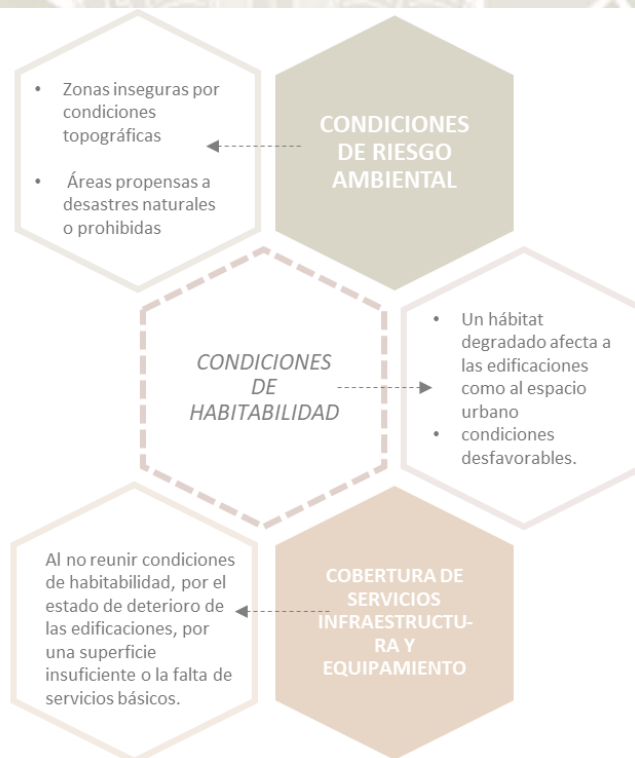 • Zonas inseguras por
condiciones
topográficas
• Áreas propensas a
desastres naturales
o prohibidas
CONDICIONES
DE RIESGO
AMBIENTAL
CONDICIONES
DE
HABITABILIDAD
• Un hábitat
degradado afecta a
las edificaciones
como al espacio
urbano
• condiciones
desfavorables.
Al no reunir condiciones
de habitabilidad, por el
estado de deterioro de
las edificaciones, por
una superficie
insuficiente o la falta de
servicios básicos.
COBERTURA DE
SERVICIOS
INFRAESTRUCTU-
RA Y
EQUIPAMIENTO